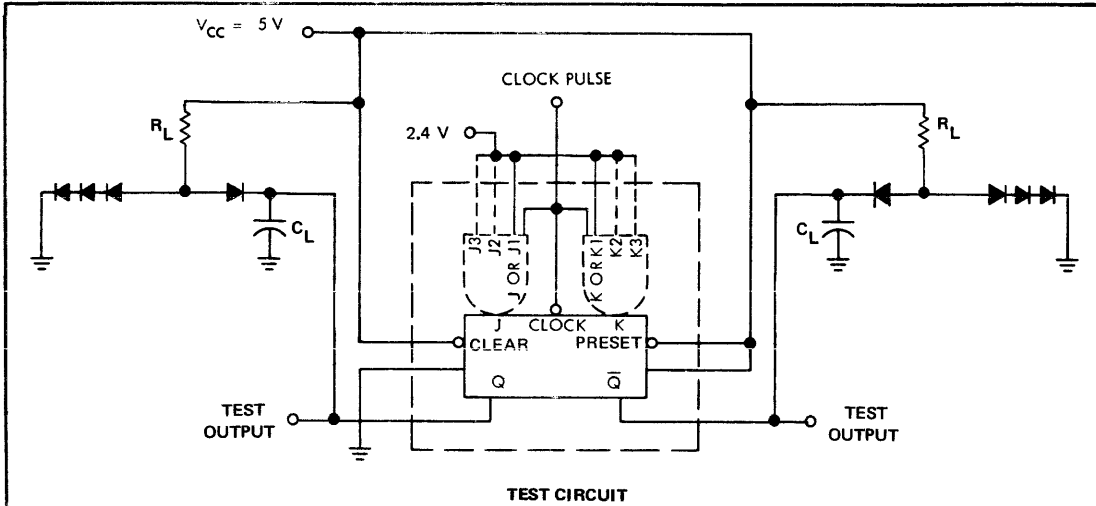 VCC = 5 V
CLOCK PULSE
2.4 V
RL
RL
CL
CL
J3
J2
J OR J1
K OR K1
K2
K3
J
CLOCK
K
CLEAR
PRESET
Q
Q̅
TEST
OUTPUT
TEST
OUTPUT
TEST CIRCUIT